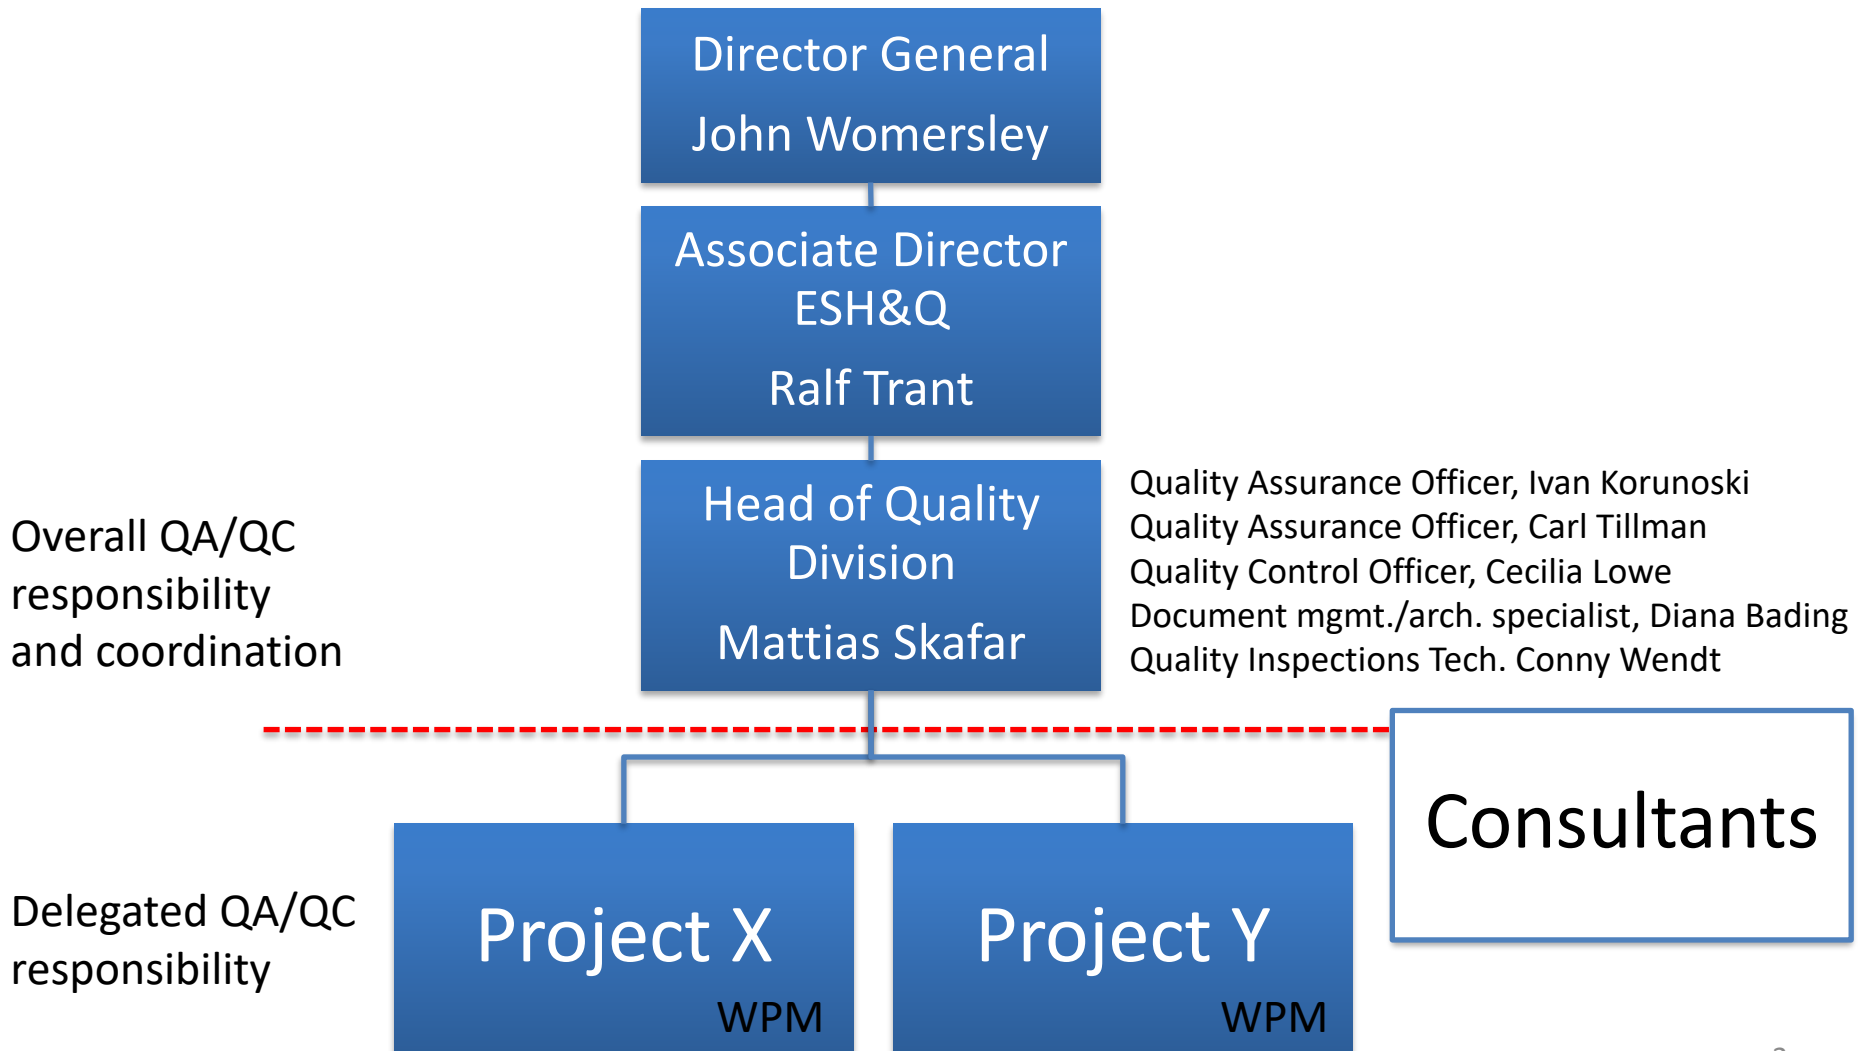 Director General
John Womersley
Associate Director
ESH&Q
Ralf Trant
Head of Quality
Division
Mattias Skafar
Quality Assurance Officer, Ivan Korunoski
Quality Assurance Officer, Carl Tillman
Quality Control Officer, Cecilia Lowe
Document mgmt./arch. specialist, Diana Bading
Quality Inspections Tech. Conny Wendt
Overall QA/QC
responsibility
and coordination
Consultants
Delegated QA/QC
responsibility
Project X
WPM
Project Y
WPM